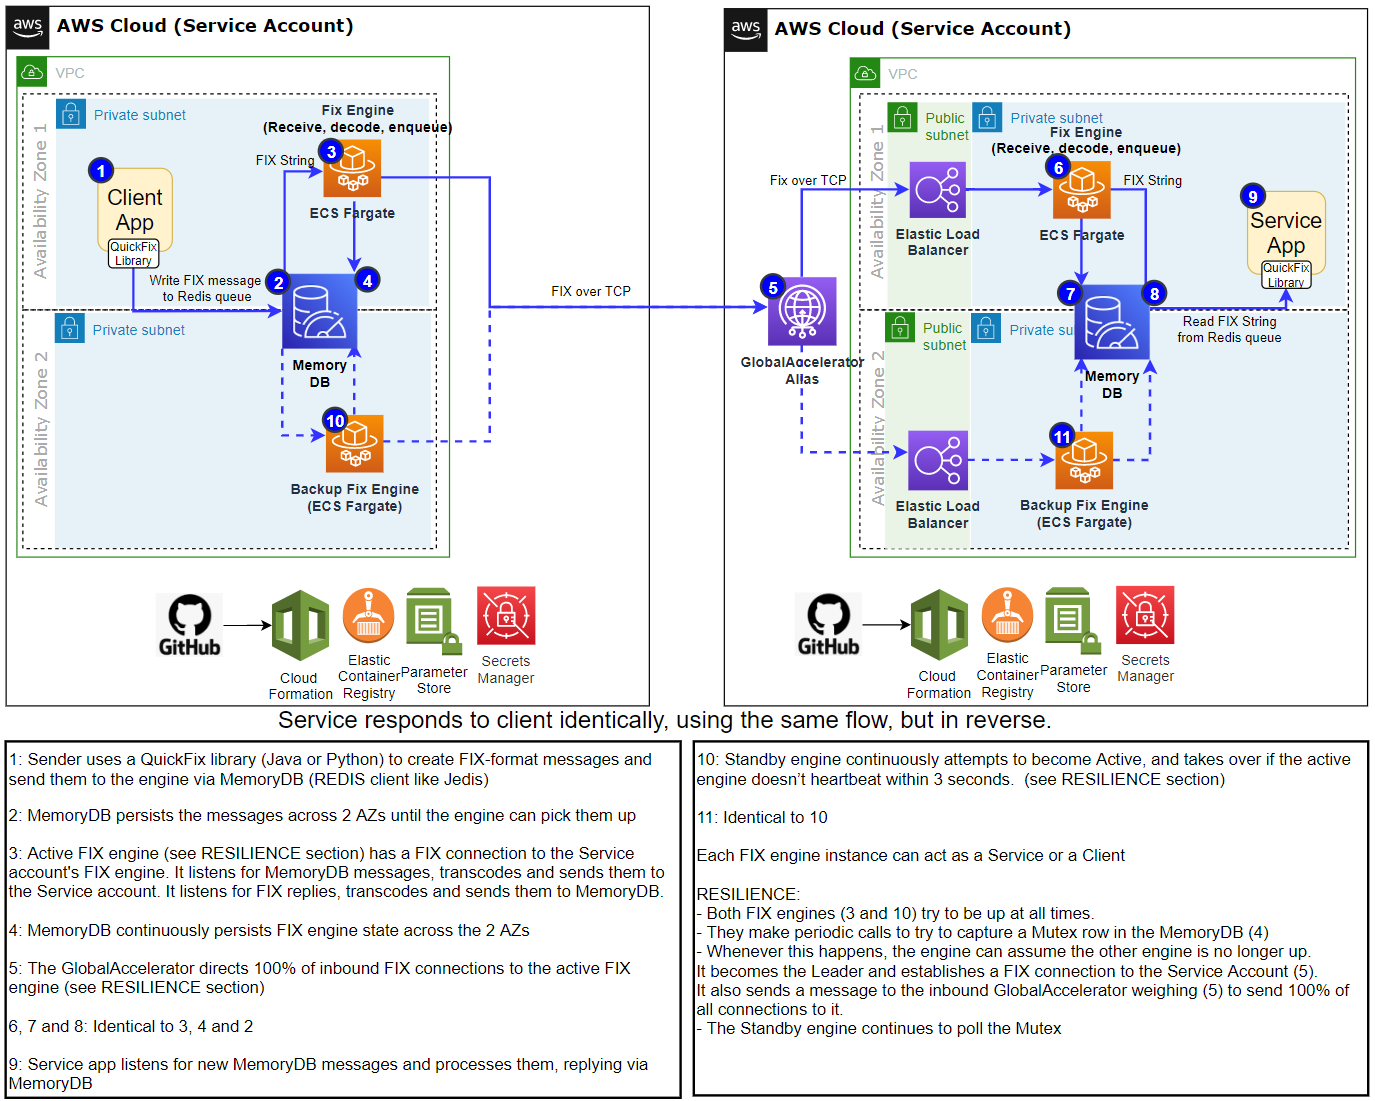 aws
AWS Cloud (Service Account)
VPC
Availability Zone 1
Private subnet
Fix Engine
(Receive, decode, enqueue)
1
Client
App
QuickFix
Library
FIX String
3
ECS Fargate
Write FIX message
to Redis queue
2
4
Memory
DB
FIX over TCP
Availability Zone 2
Private subnet
10
Backup Fix Engine
(ECS Fargate)
GitHub
Cloud
Formation
Elastic
Container
Registry
Parameter
Store
Secrets
Manager
aws
AWS Cloud (Service Account)
VPC
Availability Zone 1
Public
subnet
Private subnet
Fix Engine
(Receive, decode, enqueue)
Fix over TCP
6
FIX String
Elastic Load
Balancer
ECS Fargate
9
Service
App
QuickFix
Library
5
GlobalAccelerator
Alias
7
8
Read FIX String
from Redis queue
Memory
DB
Availability Zone 2
Public
subnet
Private su
Elastic Load
Balancer
11
Backup Fix Engine
(ECS Fargate)
GitHub
Cloud
Formation
Elastic
Container
Registry
Parameter
Store
Secrets
Manager
Service responds to client identically, using the same flow, but in reverse.
1: Sender uses a QuickFix library (Java or Python) to create FIX-format messages and
send them to the engine via MemoryDB (REDIS client like Jedis)
2: MemoryDB persists the messages across 2 AZs until the engine can pick them up
3: Active FIX engine (see RESILIENCE section) has a FIX connection to the Service
account's FIX engine. It listens for MemoryDB messages, transcodes and sends them to
the Service account. It listens for FIX replies, transcodes and sends them to MemoryDB.
4: MemoryDB continuously persists FIX engine state across the 2 AZs
5: The GlobalAccelerator directs 100% of inbound FIX connections to the active FIX
engine (see RESILIENCE section)
6, 7 and 8: Identical to 3, 4 and 2
9: Service app listens for new MemoryDB messages and processes them, replying via
MemoryDB
10: Standby engine continuously attempts to become Active, and takes over if the active
engine doesn't heartbeat within 3 seconds.  (see RESILIENCE section)
11: Identical to 10
Each FIX engine instance can act as a Service or a Client
RESILIENCE:
- Both FIX engines (3 and 10) try to be up at all times.
- They make periodic calls to try to capture a Mutex row in the MemoryDB (4)
- Whenever this happens, the engine can assume the other engine is no longer up.
It becomes the Leader and establishes a FIX connection to the Service Account (5).
It also sends a message to the inbound GlobalAccelerator weighing (5) to send 100% of
all connections to it.
- The Standby engine continues to poll the Mutex